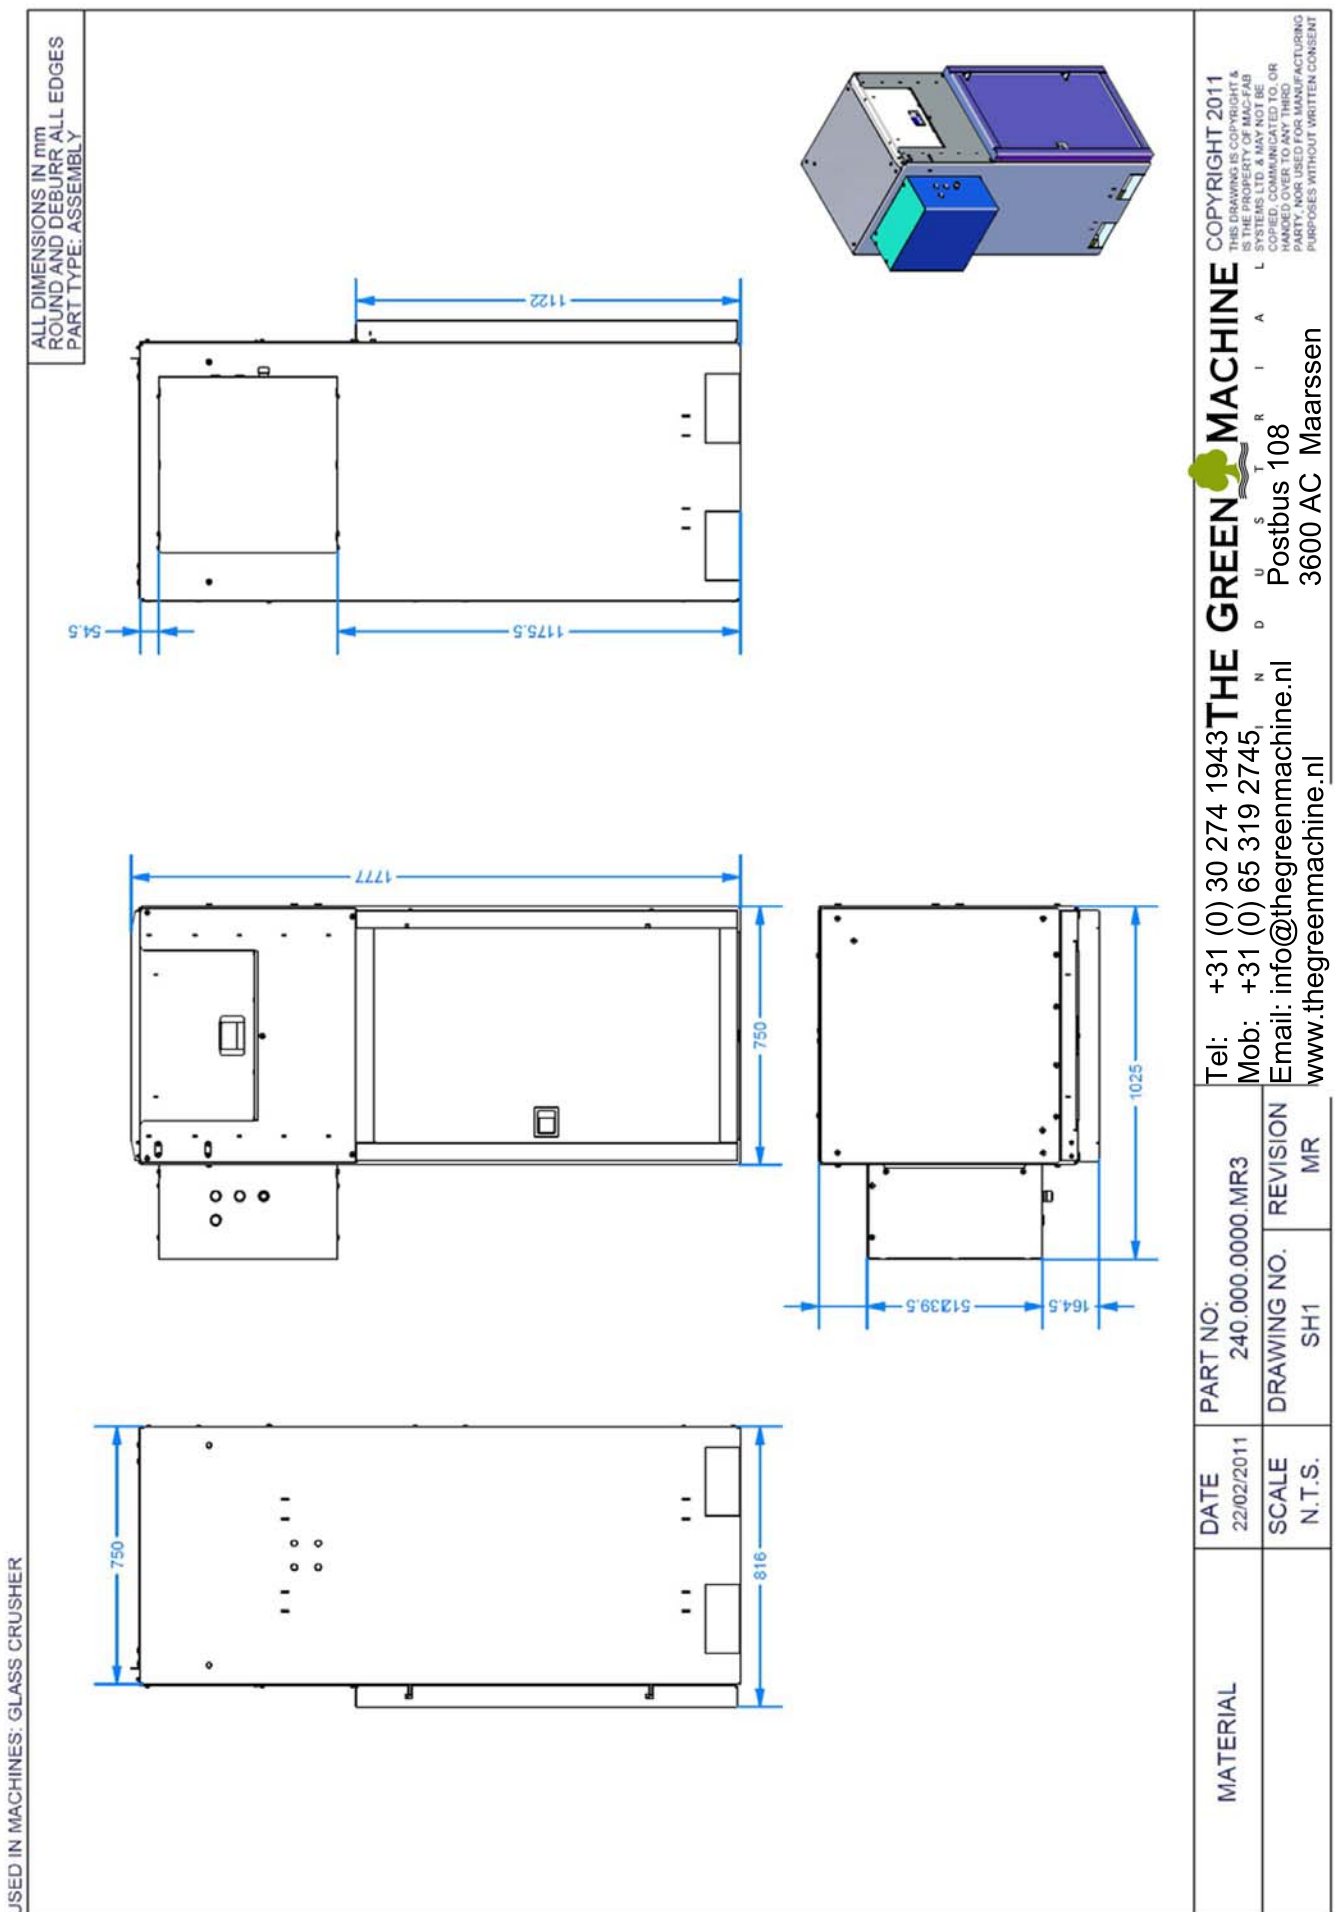 USED IN MACHINES: GLASS CRUSHER
ALL DIMENSIONS IN mm
ROUND AND DEBURR ALL EDGES
PART TYPE: ASSEMBLY
750
816
1777
750
54.5
1175.5
1122
164.5
1025
MATERIAL
DATE
22/02/2011
SCALE
N.T.S.
PART NO:
240.000.0000.MR3
DRAWING NO.
SH1
REVISION
MR
Tel: +31 (0) 30 274 1943
Mob: +31 (0) 65 319 2745
Email: info@thegreenmachine.nl
www.thegreenmachine.nl
THE GREEN MACHINE
I N D U S T R I A L
Postbus 108
3600 AC Maarssen
COPYRIGHT 2011
THIS DRAWING IS COPYRIGHT &
IS THE PROPERTY OF MAC-FAB
SYSTEMS LTD. & MAY NOT BE
COPIED, COMMUNICATED TO, OR
HANDED OVER TO ANY THIRD
PARTY, NOR USED FOR MANUFACTURING
PURPOSES WITHOUT WRITTEN CONSENT